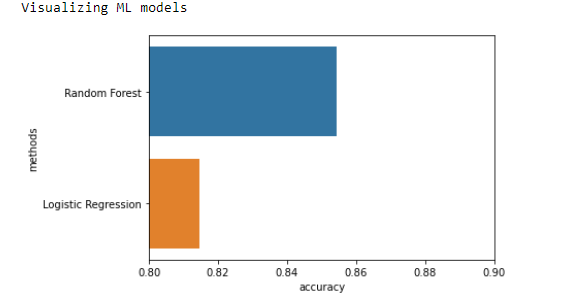 Visualizing ML models
Random Forest
methods
Logistic Regression
0.80 0.82 0.84 0.86 0.88 0.90
accuracy